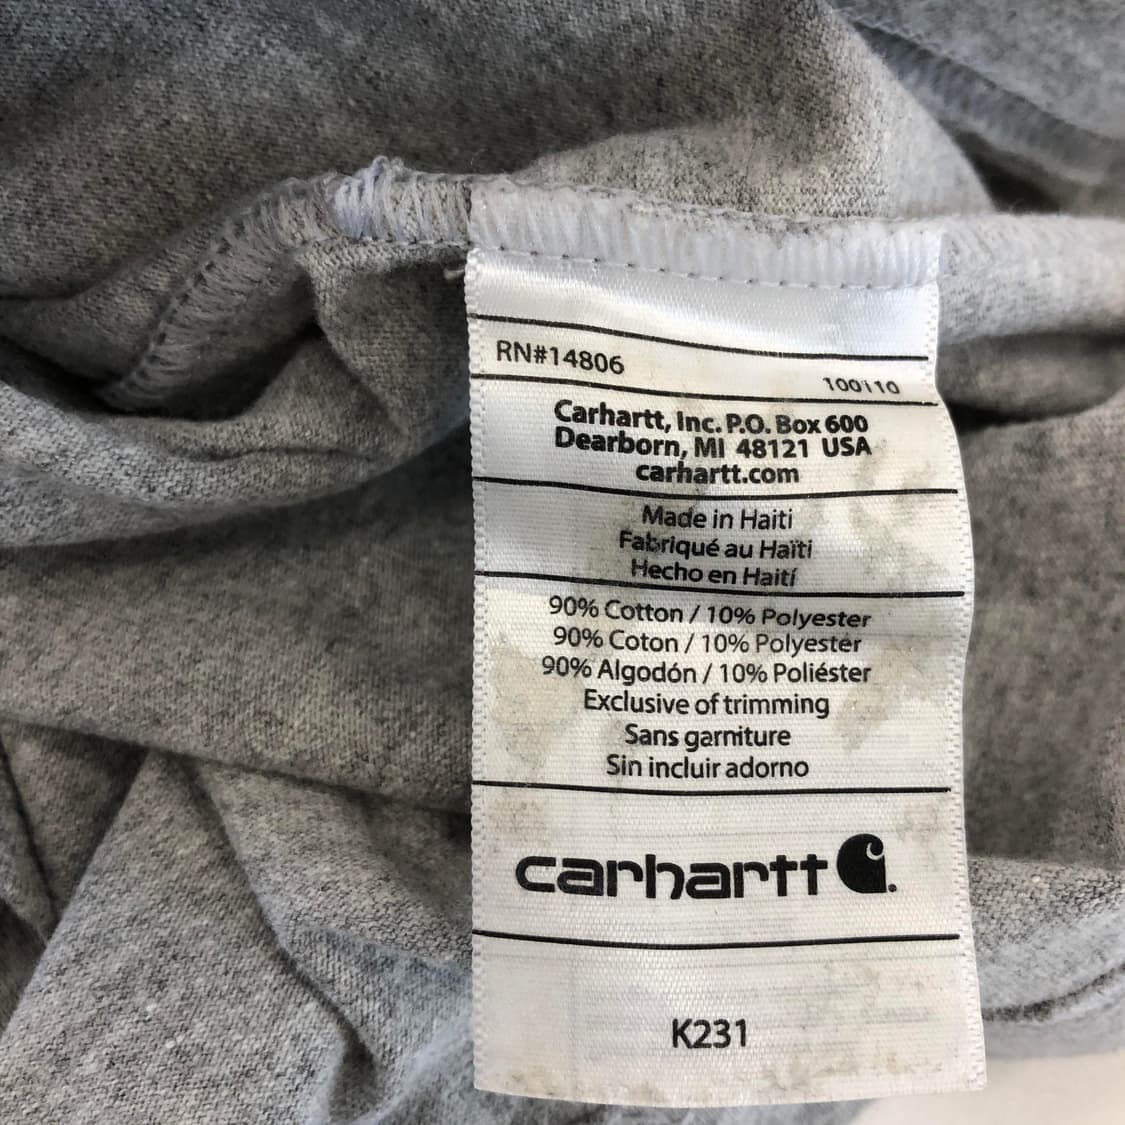 RN#14806
100110
Carhartt, Inc. P.O. Box 600
Dearborn, MI 48121 USA
carhartt.com
Made in Haiti
Fabriqué au Haïti
Hecho en Haití
90% Cotton / 10% Polyester
90% Coton / 10% Polyester
90% Algodón / 10% Poliéster
Exclusive of trimming
Sans garniture
Sin incluir adorno
carhartt
K231